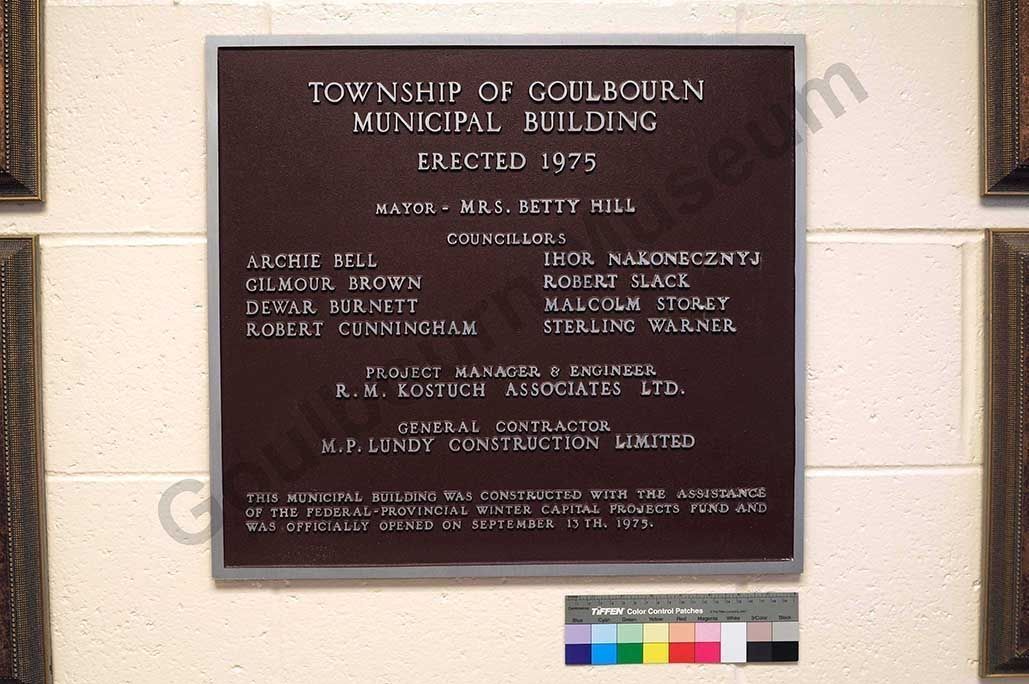 TOWNSHIP OF GOULBOURN
MUNICIPAL BUILDING
ERECTED 1975
MAYOR - MRS. BETTY HILL
COUNCILLORS
ARCHIE BELL IHOR NAKONECZNYJ
GILMOUR BROWN ROBERT SLACK
DEWAR BURNETT MALCOLM STOREY
ROBERT CUNNINGHAM STERLING WARNER
PROJECT MANAGER & ENGINEER
R. M. KOSTUCH ASSOCIATES LTD.
GENERAL CONTRACTOR
M. P. LUNDY CONSTRUCTION LIMITED
THIS MUNICIPAL BUILDING WAS CONSTRUCTED WITH THE ASSISTANCE
OF THE FEDERAL-PROVINCIAL WINTER CAPITAL PROJECTS FUND AND
WAS OFFICIALLY OPENED ON SEPTEMBER 13TH, 1975.
Goulbourn Museum
TIFFEN Color Control Patches
Blue Cyan Green Yellow Red Magenta White 3/Color Black